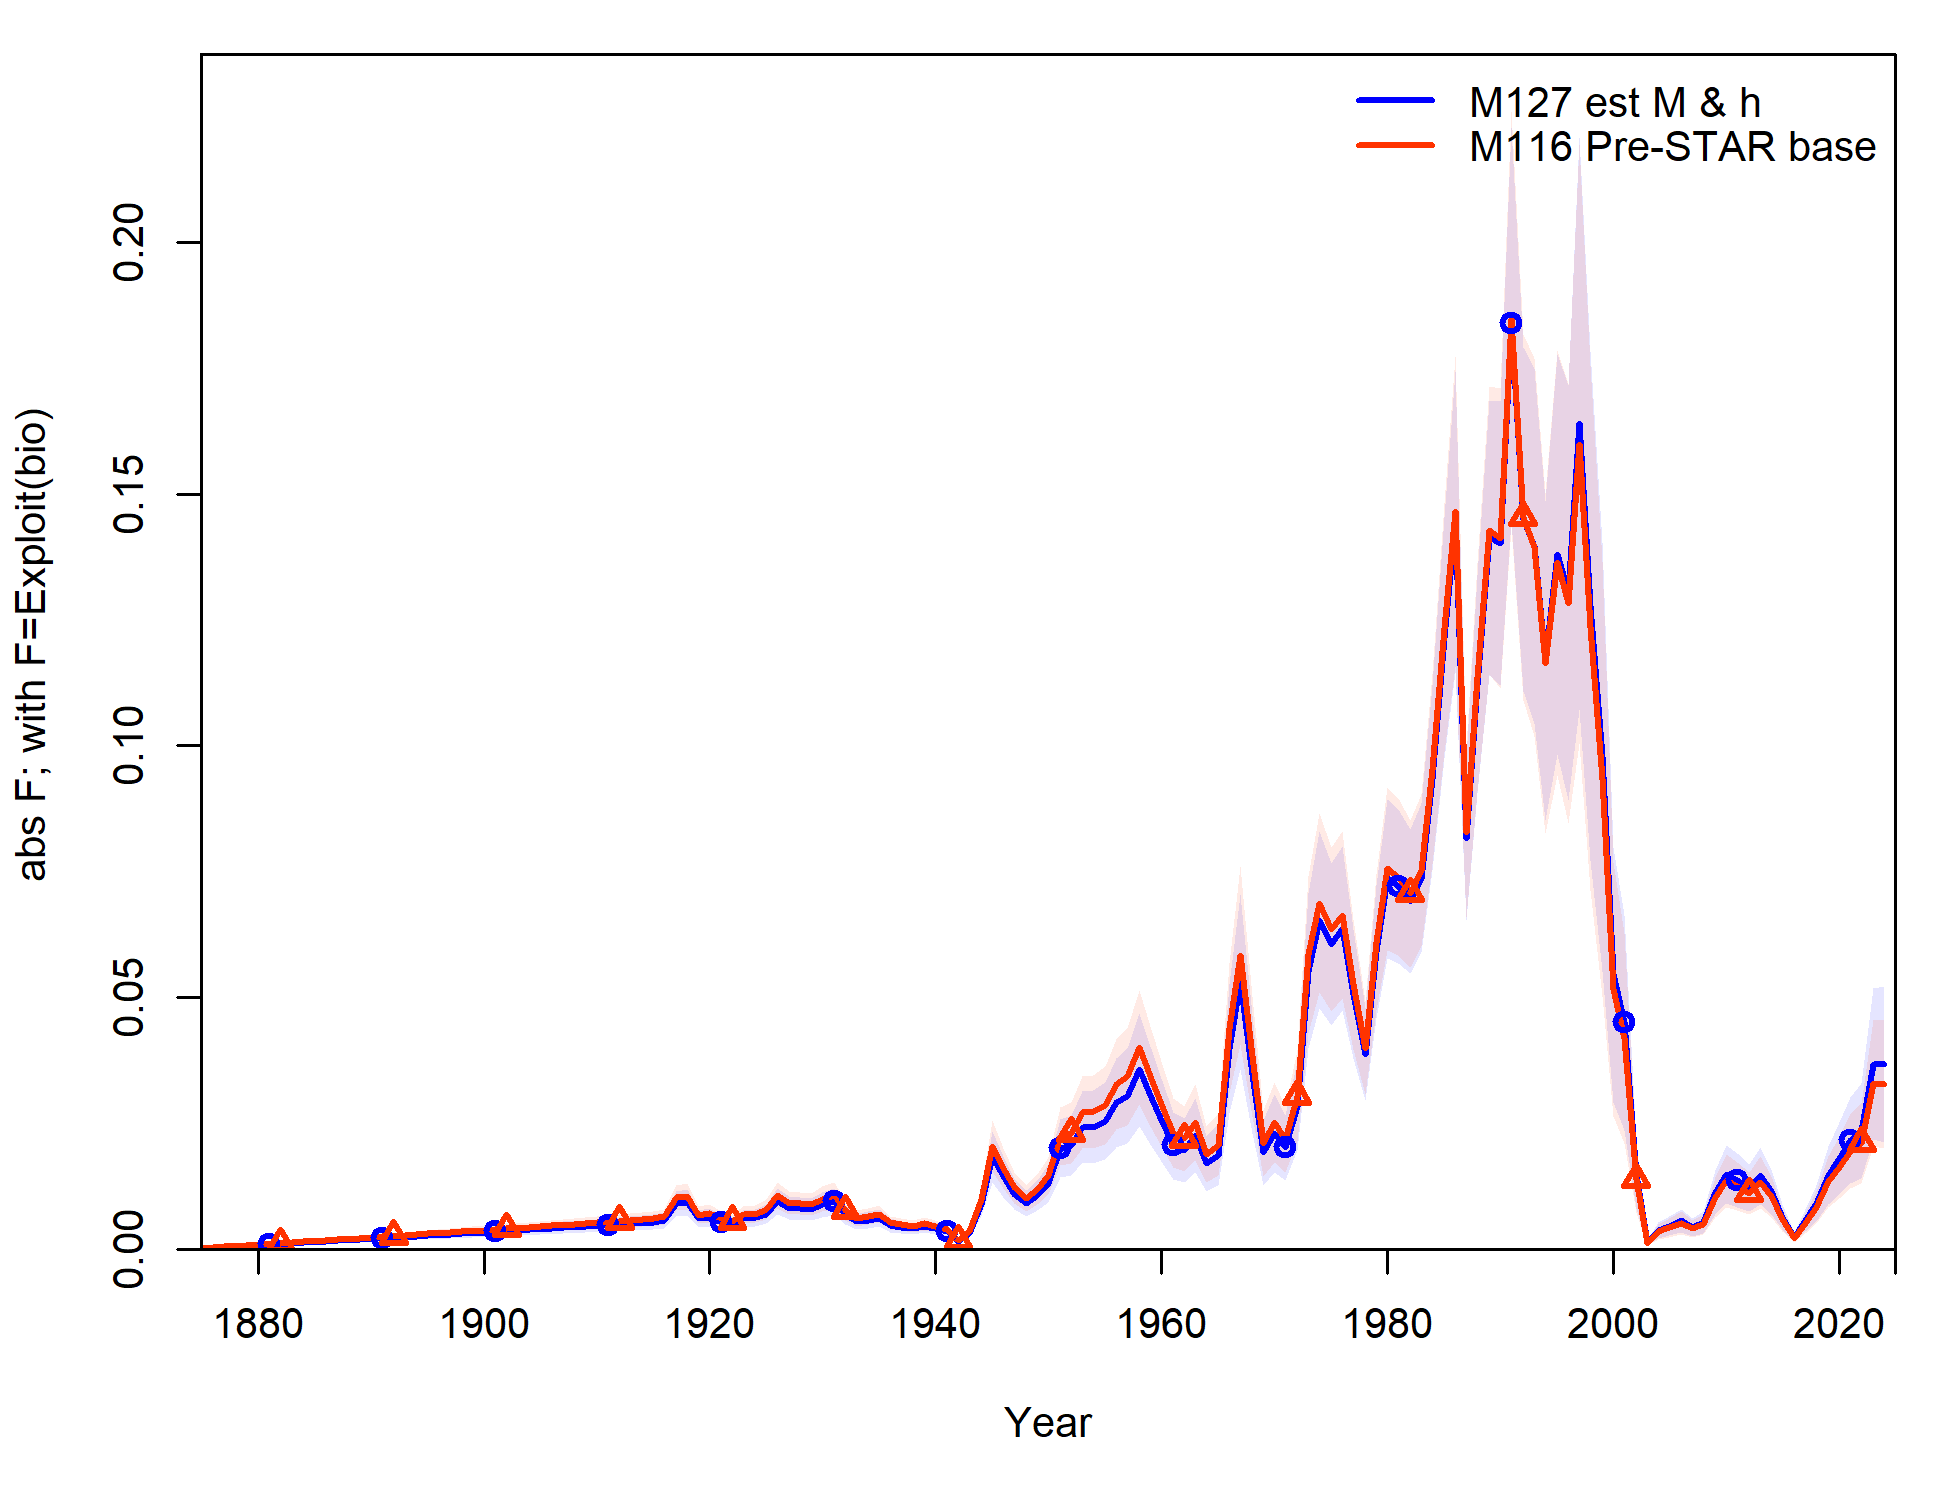 M127 est M & h
M116 Pre-STAR base
abs F; with F=Exploit(bio)
0.20
0.15
0.10
0.05
0.00
1880 1900 1920 1940 1960 1980 2000 2020
Year